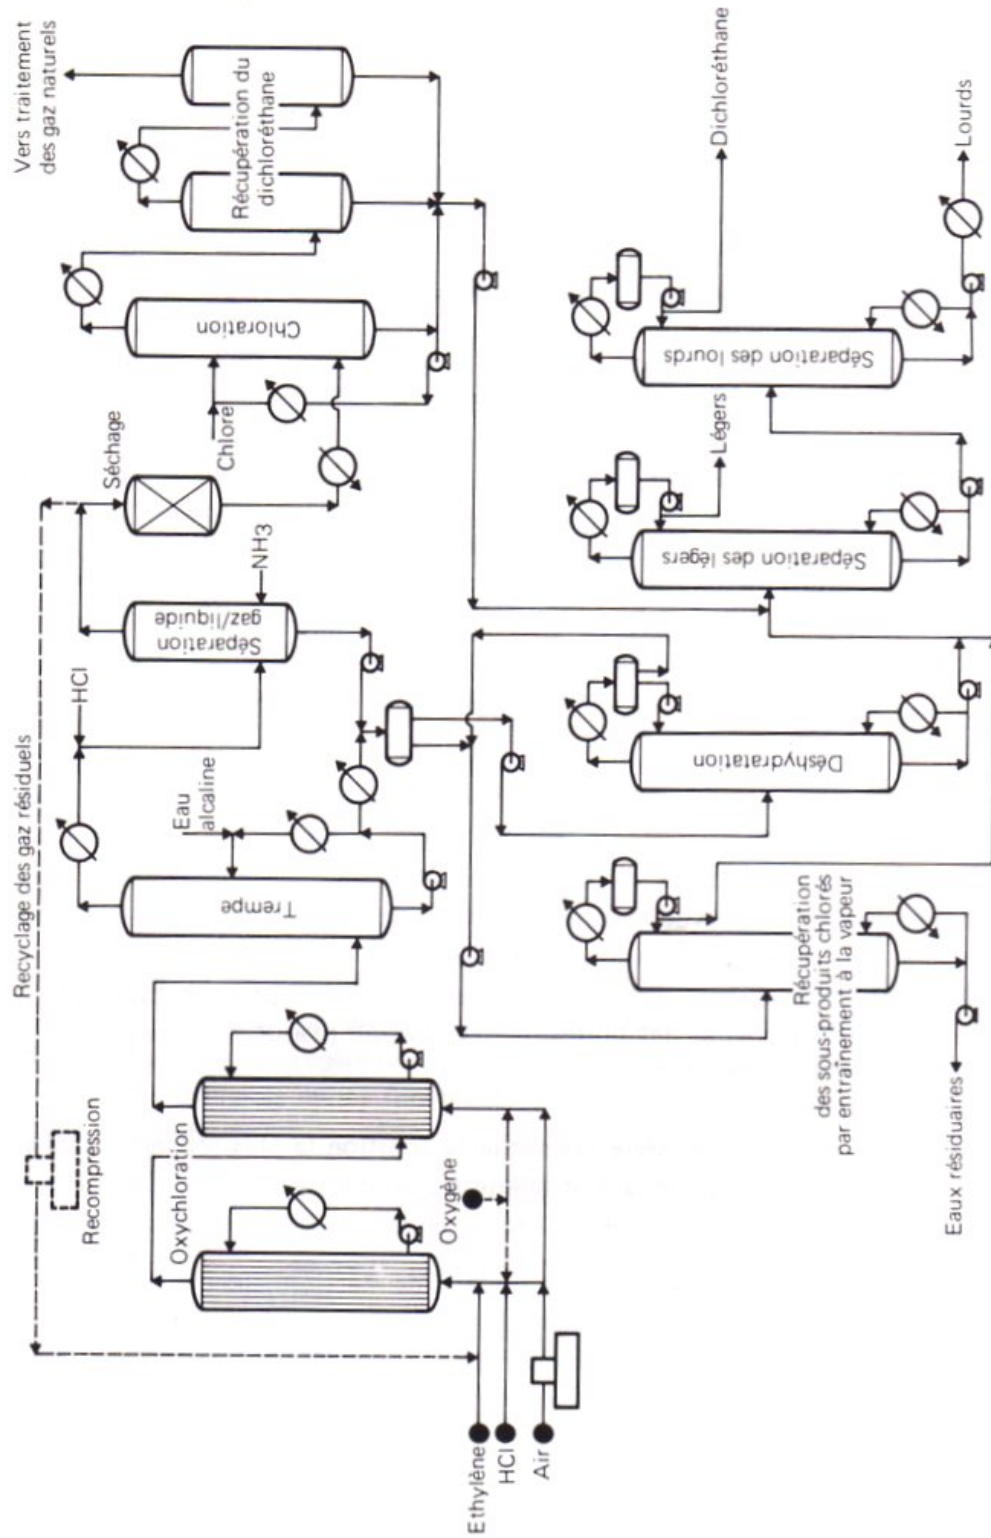 Vers traitement
des gaz naturels
Récupération du
dichloréthane
Chloration
Chlore
Séchage
NH3
Séparation
gaz/liquide
HCl
Recyclage des gaz résiduels
Eau
alcaline
Trempe
Recompression
Oxychloration
Oxygène
Ethylène
HCl
Air
Dichloréthane
Lourds
Séparation des lourds
Légers
Séparation des légers
Déshydratation
Récupération
des sous-produits chlorés
par entraînement à la vapeur
Eaux résiduaires